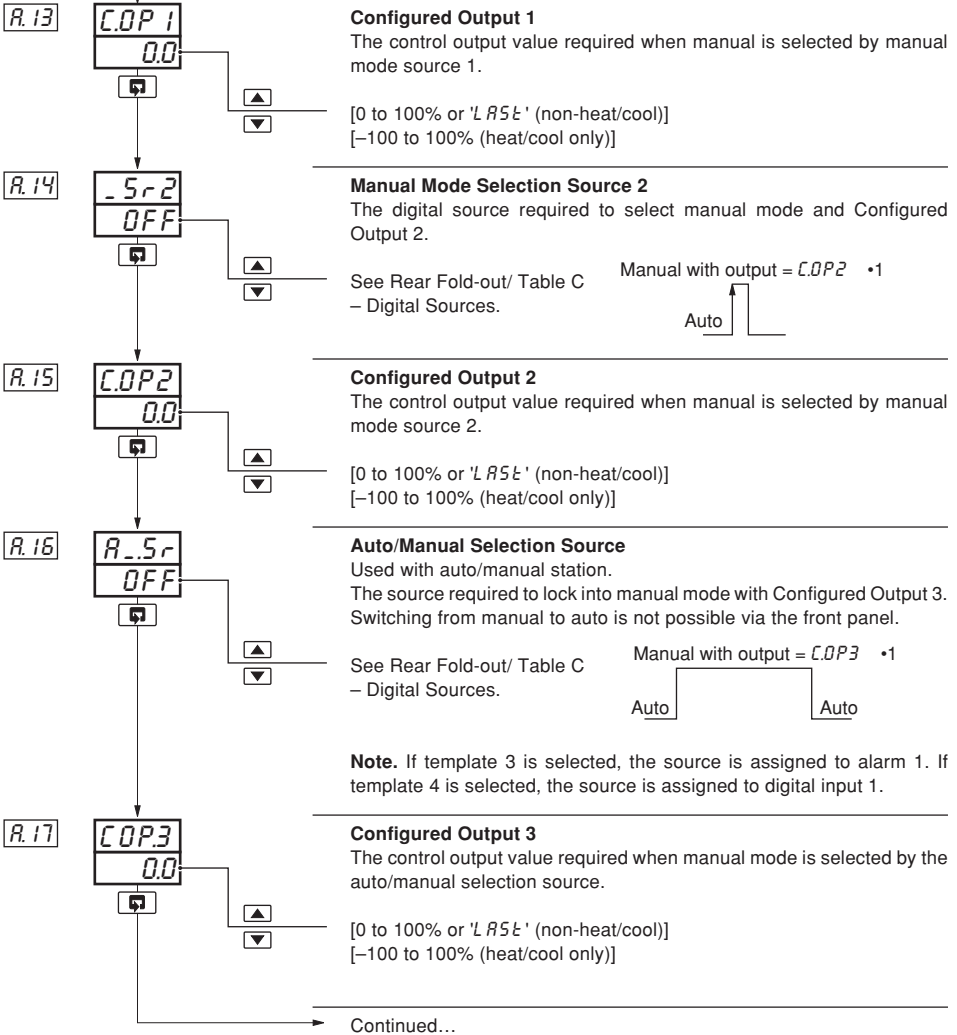 A.13
C.OP1
0.0
Configured Output 1
The control output value required when manual is selected by manual
mode source 1.
[0 to 100% or 'LASt' (non-heat/cool)]
[–100 to 100% (heat/cool only)]
A.14
_Sr2
OFF
Manual Mode Selection Source 2
The digital source required to select manual mode and Configured
Output 2.
See Rear Fold-out/ Table C
– Digital Sources.
Manual with output = C.OP2 •1
Auto
A.15
C.OP2
0.0
Configured Output 2
The control output value required when manual is selected by manual
mode source 2.
[0 to 100% or 'LASt' (non-heat/cool)]
[–100 to 100% (heat/cool only)]
A.16
A_.Sr
OFF
Auto/Manual Selection Source
Used with auto/manual station.
The source required to lock into manual mode with Configured Output 3.
Switching from manual to auto is not possible via the front panel.
See Rear Fold-out/ Table C
– Digital Sources.
Manual with output = C.OP3 •1
Auto Auto
Note. If template 3 is selected, the source is assigned to alarm 1. If
template 4 is selected, the source is assigned to digital input 1.
A.17
C OP.3
0.0
Configured Output 3
The control output value required when manual mode is selected by the
auto/manual selection source.
[0 to 100% or 'LASt' (non-heat/cool)]
[–100 to 100% (heat/cool only)]
Continued…